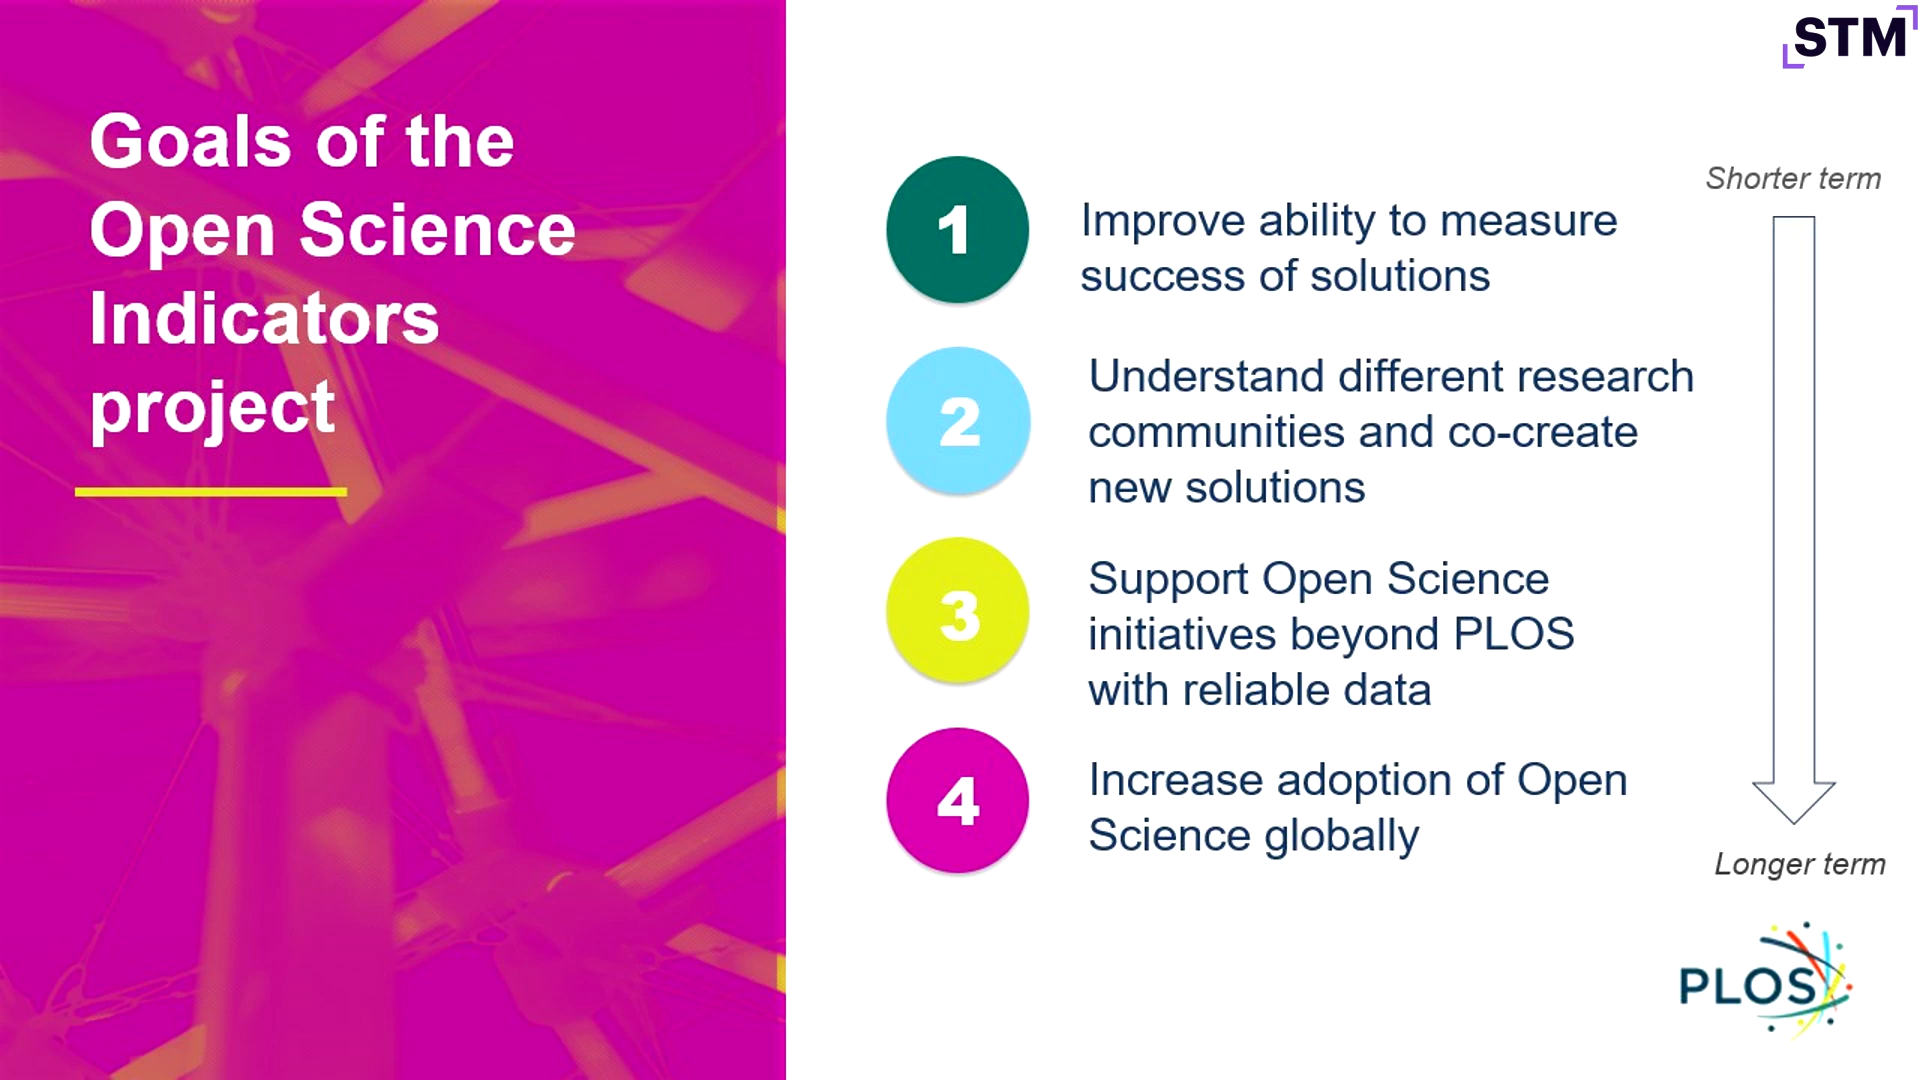 STM
Goals of the
Open Science
Indicators
project
Shorter term
1
Improve ability to measure
success of solutions
2
Understand different research
communities and co-create
new solutions
3
Support Open Science
initiatives beyond PLOS
with reliable data
4
Increase adoption of Open
Science globally
Longer term
PLOS